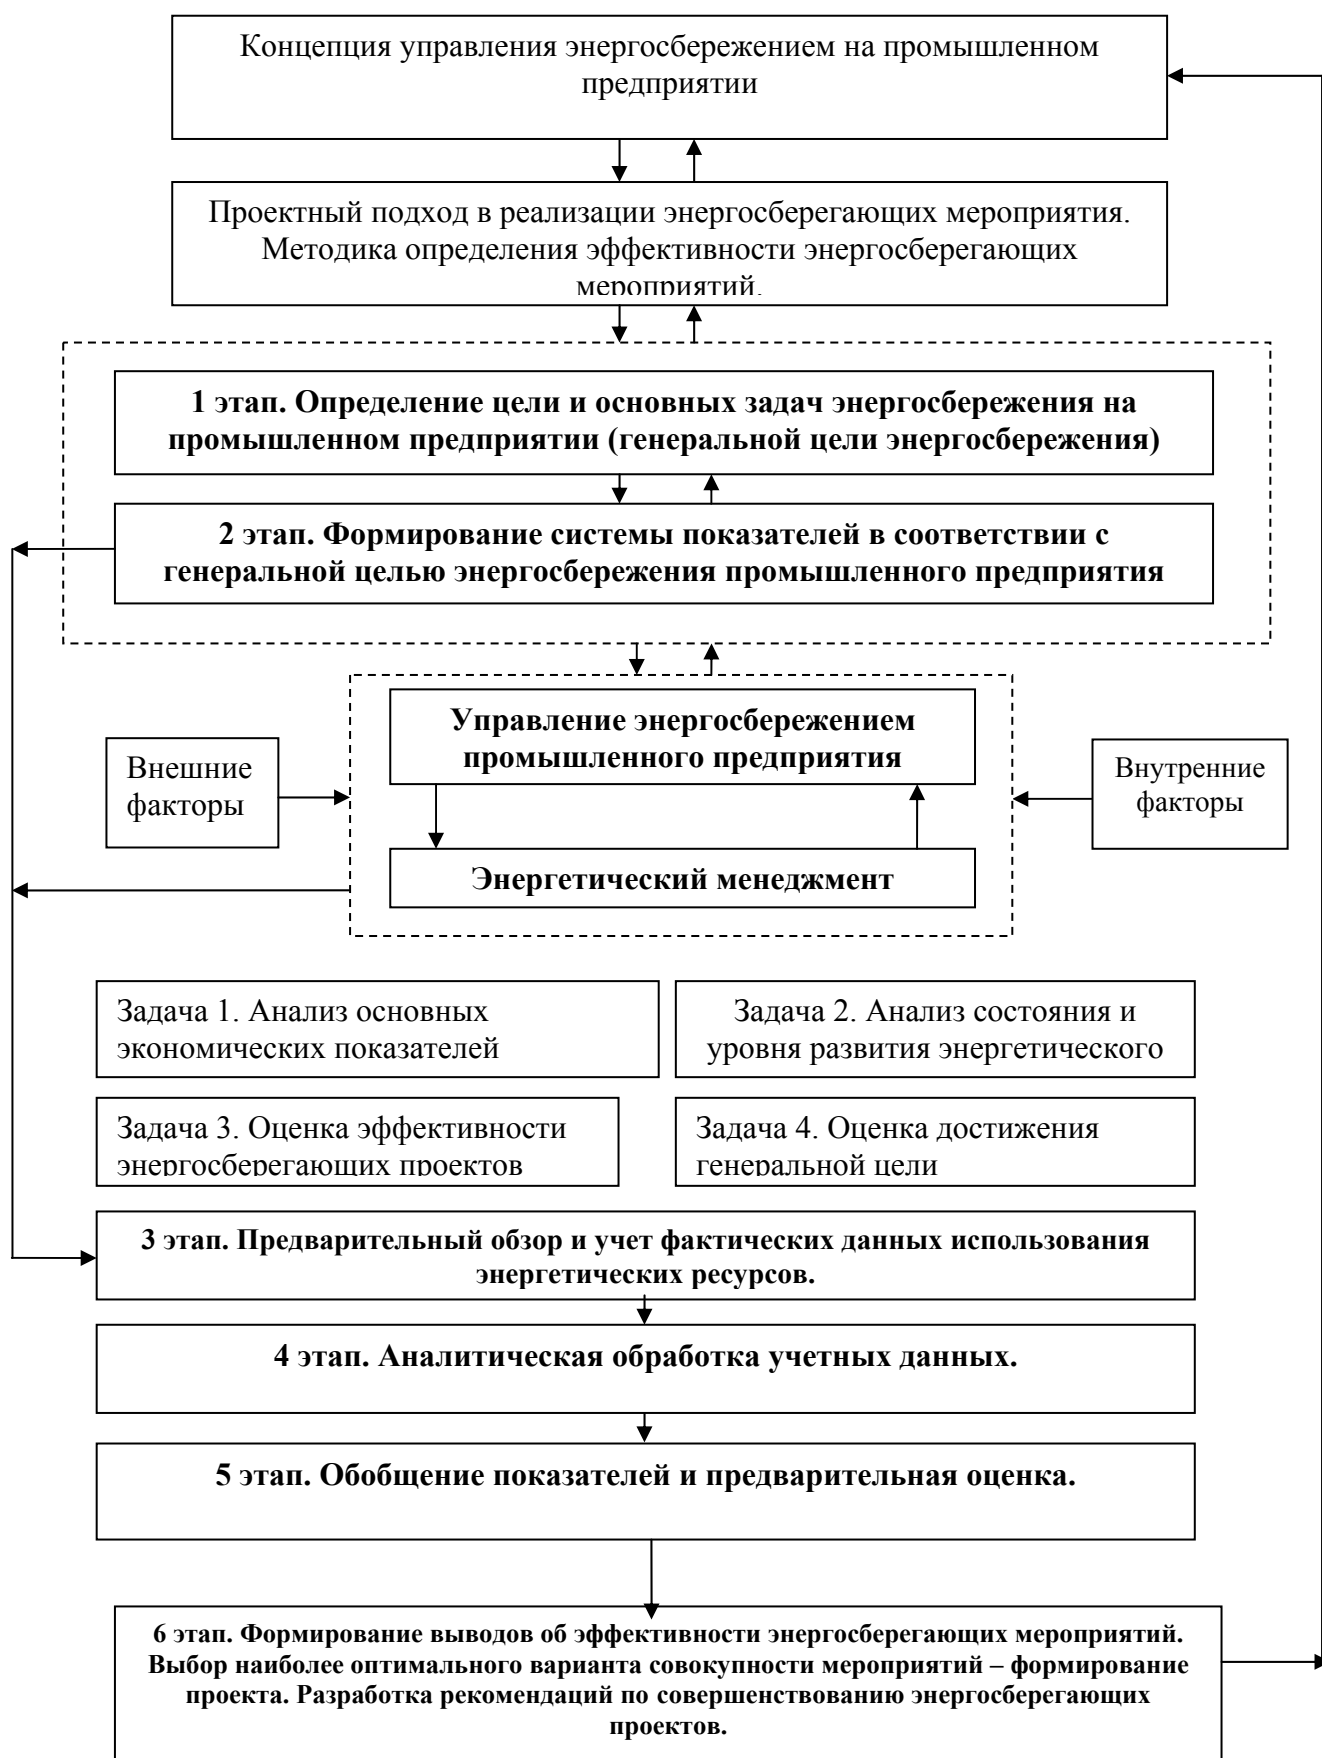 Концепция управления энергосбережением на промышленном
предприятии
Проектный подход в реализации энергосберегающих мероприятия.
Методика определения эффективности энергосберегающих
мероприятий.
1 этап. Определение цели и основных задач энергосбережения на
промышленном предприятии (генеральной цели энергосбережения)
2 этап. Формирование системы показателей в соответствии с
генеральной целью энергосбережения промышленного предприятия
Управление энергосбережением
промышленного предприятия
Внешние
факторы
Внутренние
факторы
Энергетический менеджмент
Задача 1. Анализ основных
экономических показателей
Задача 2. Анализ состояния и
уровня развития энергетического
Задача 3. Оценка эффективности
энергосберегающих проектов
Задача 4. Оценка достижения
генеральной цели
3 этап. Предварительный обзор и учет фактических данных использования
энергетических ресурсов.
4 этап. Аналитическая обработка учетных данных.
5 этап. Обобщение показателей и предварительная оценка.
6 этап. Формирование выводов об эффективности энергосберегающих мероприятий.
Выбор наиболее оптимального варианта совокупности мероприятий – формирование
проекта. Разработка рекомендаций по совершенствованию энергосберегающих
проектов.